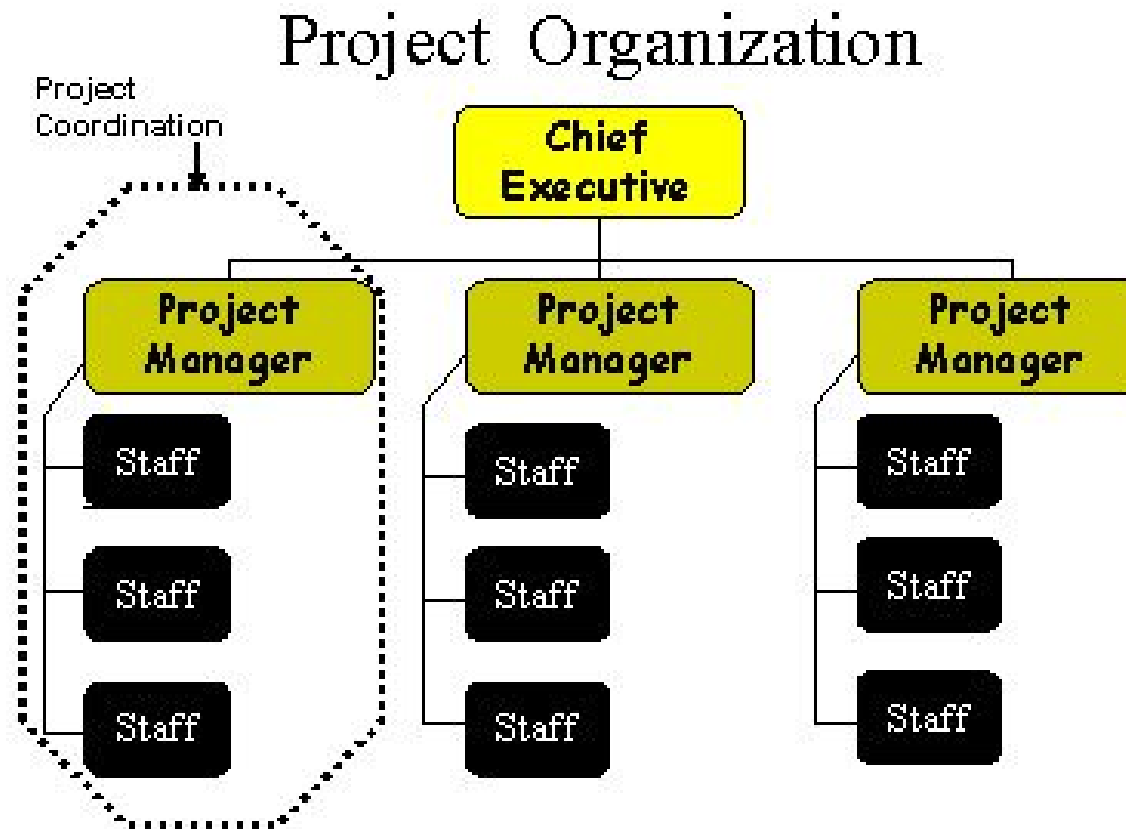 Project Organization
Project
Coordination
Chief
Executive
Project
Manager
Project
Manager
Project
Manager
Staff
Staff
Staff
Staff
Staff
Staff
Staff
Staff
Staff